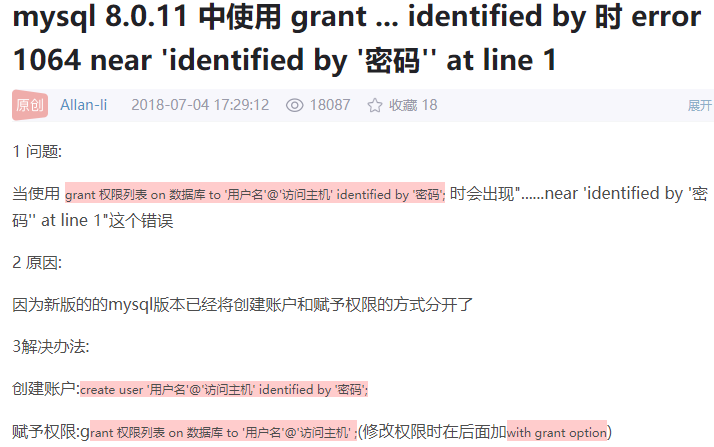 mysql 8.0.11 中使用 grant ... identified by 时 error
1064 near 'identified by '密码'' at line 1
原创 Allan-li 2018-07-04 17:29:12 18087 收藏 18 展开
1 问题:
当使用 grant 权限列表 on 数据库 to '用户名'@'访问主机' identified by '密码'; 时会出现"......near 'identified by '密
码'' at line 1"这个错误
2 原因:
因为新版的的mysql版本已经将创建账户和赋予权限的方式分开了
3解决办法:
创建账户:create user '用户名'@'访问主机' identified by '密码';
赋予权限:grant 权限列表 on 数据库 to '用户名'@'访问主机' ;(修改权限时在后面加with grant option)